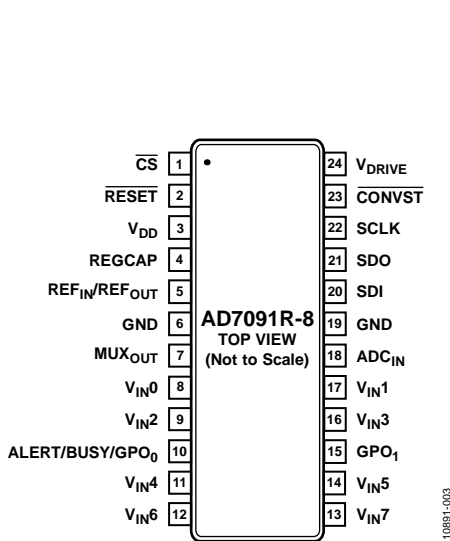 CS 1
RESET 2
VDD 3
REGCAP 4
REFIN/REFOUT 5
GND 6
MUXOUT 7
VIN0 8
VIN2 9
ALERT/BUSY/GPO0 10
VIN4 11
VIN6 12
AD7091R-8
TOP VIEW
(Not to Scale)
24 VDRIVE
23 CONVST
22 SCLK
21 SDO
20 SDI
19 GND
18 ADCIN
17 VIN1
16 VIN3
15 GPO1
14 VIN5
13 VIN7
10891-003